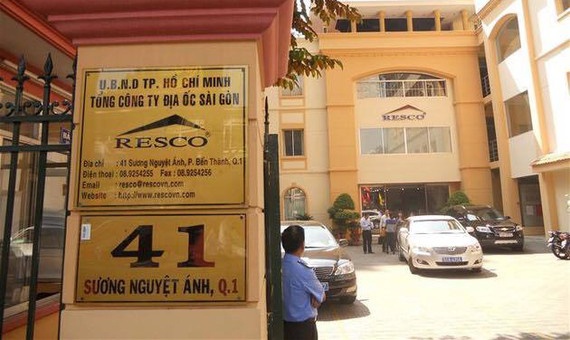 U.B.N.D TP. HỒ CHÍ MINH
TỔNG CÔNG TY ĐỊA ỐC SÀI GÒN
RESCO
Địa chỉ : 41 Sương Nguyệt Ánh, P. Bến Thành, Q.1
Điện thoại : 08.9254255 Fax : 08.9254256
Email : resco@rescovn.com
Website : http://www.rescovn.com
41
SƯƠNG NGUYỆT ÁNH, Q.1
RESCO